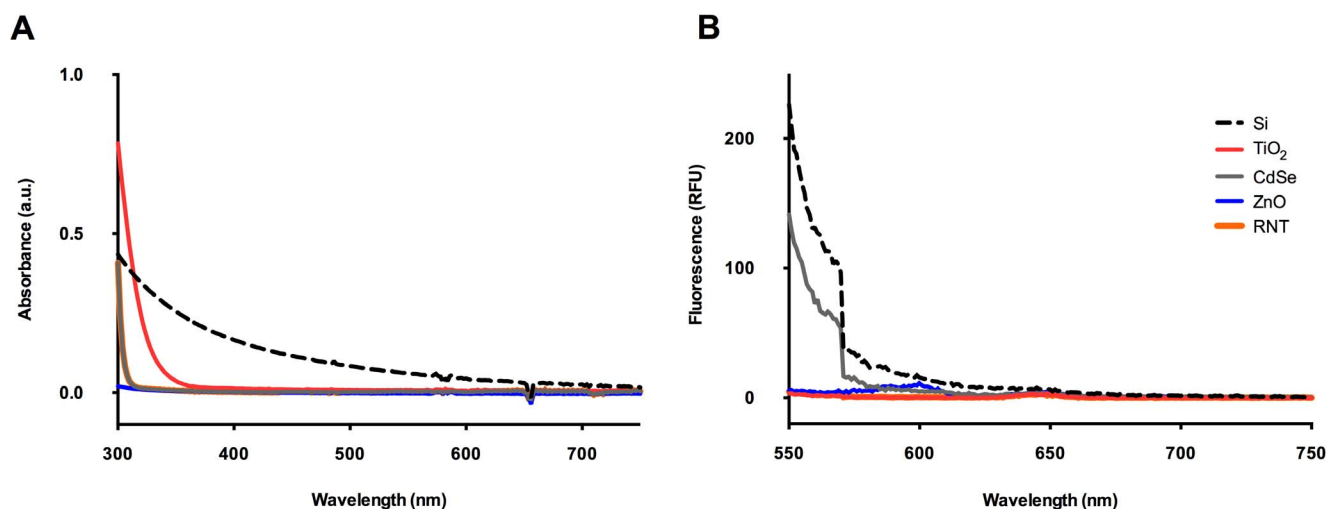 A
Absorbance (a.u.)
1.0
0.5
0.0
300
400
500
600
700
Wavelength (nm)
B
Fluorescence (RFU)
200
100
0
550
600
650
700
750
Wavelength (nm)
Si
TiO₂
CdSe
ZnO
RNT